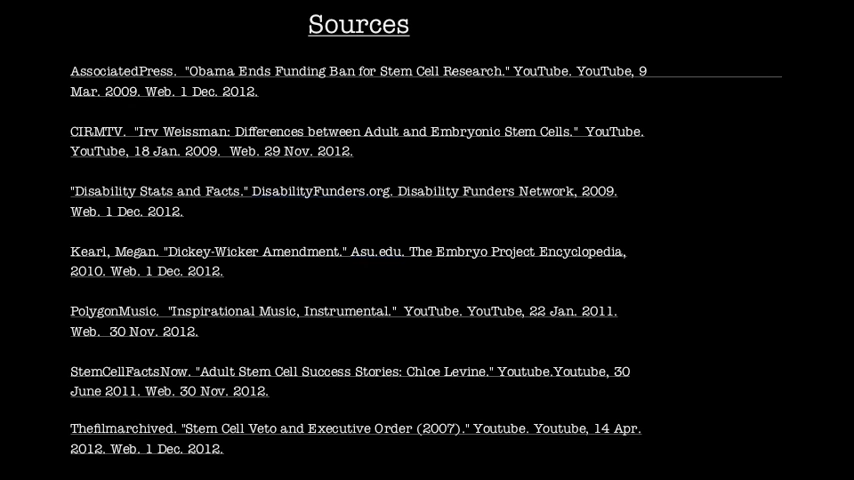 Sources
AssociatedPress.  "Obama Ends Funding Ban for Stem Cell Research." YouTube. YouTube, 9
Mar. 2009. Web. 1 Dec. 2012.
CIRMTV.  "Irv Weissman: Differences between Adult and Embryonic Stem Cells."  YouTube.
YouTube, 18 Jan. 2009.  Web. 29 Nov. 2012.
"Disability Stats and Facts." DisabilityFunders.org. Disability Funders Network, 2009.
Web. 1 Dec. 2012.
Kearl, Megan. "Dickey-Wicker Amendment." Asu.edu. The Embryo Project Encyclopedia,
2010. Web. 1 Dec. 2012.
PolygonMusic.  "Inspirational Music, Instrumental."  YouTube. YouTube, 22 Jan. 2011.
Web.  30 Nov. 2012.
StemCellFactsNow. "Adult Stem Cell Success Stories: Chloe Levine." Youtube.Youtube, 30
June 2011. Web. 30 Nov. 2012.
Thefilmarchived. "Stem Cell Veto and Executive Order (2007)." Youtube. Youtube, 14 Apr.
2012. Web. 1 Dec. 2012.